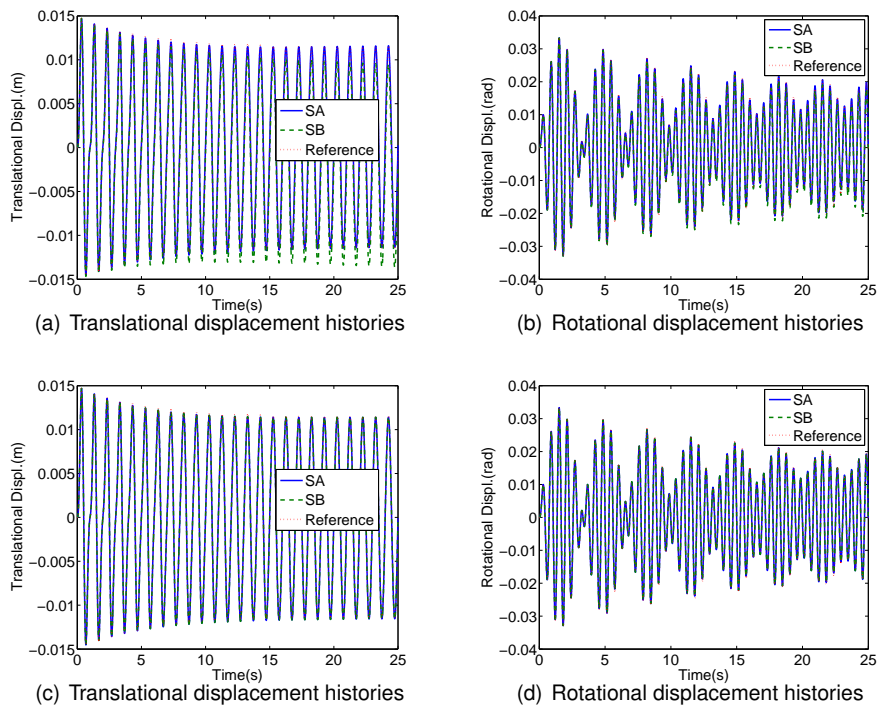 0.015
0.01
0.005
0
−0.005
−0.01
−0.015
Translational Displ.(m)
SA
SB
Reference
0 5 10 15 20 25
Time(s)
(a) Translational displacement histories
0.04
0.03
0.02
0.01
0
−0.01
−0.02
−0.03
−0.04
Rotational Displ.(rad)
SA
SB
Reference
0 5 10 15 20 25
Time(s)
(b) Rotational displacement histories
0.015
0.01
0.005
0
−0.005
−0.01
−0.015
Translational Displ.(m)
SA
SB
Reference
0 5 10 15 20 25
Time(s)
(c) Translational displacement histories
0.04
0.03
0.02
0.01
0
−0.01
−0.02
−0.03
−0.04
Rotational Displ.(rad)
SA
SB
Reference
0 5 10 15 20 25
Time(s)
(d) Rotational displacement histories